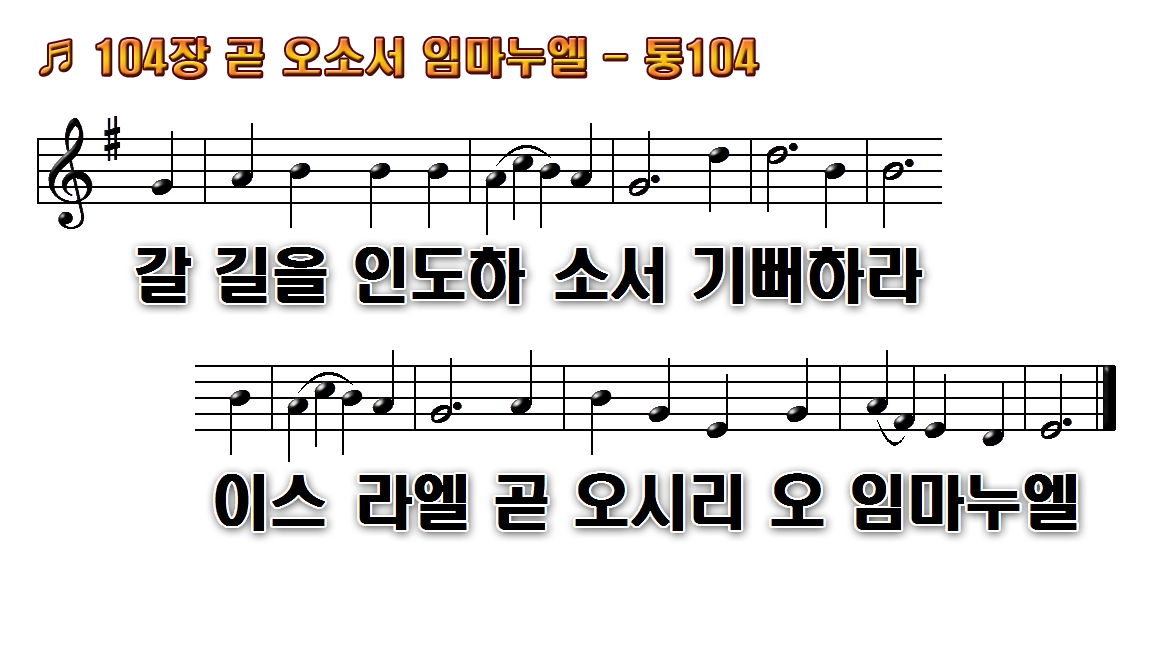 ♬ 104장 곧 오소서 임마누엘 - 통104
갈 길을 인도하 소서 기뻐하라
이스 라엘 곧 오시리 오 임마누엘